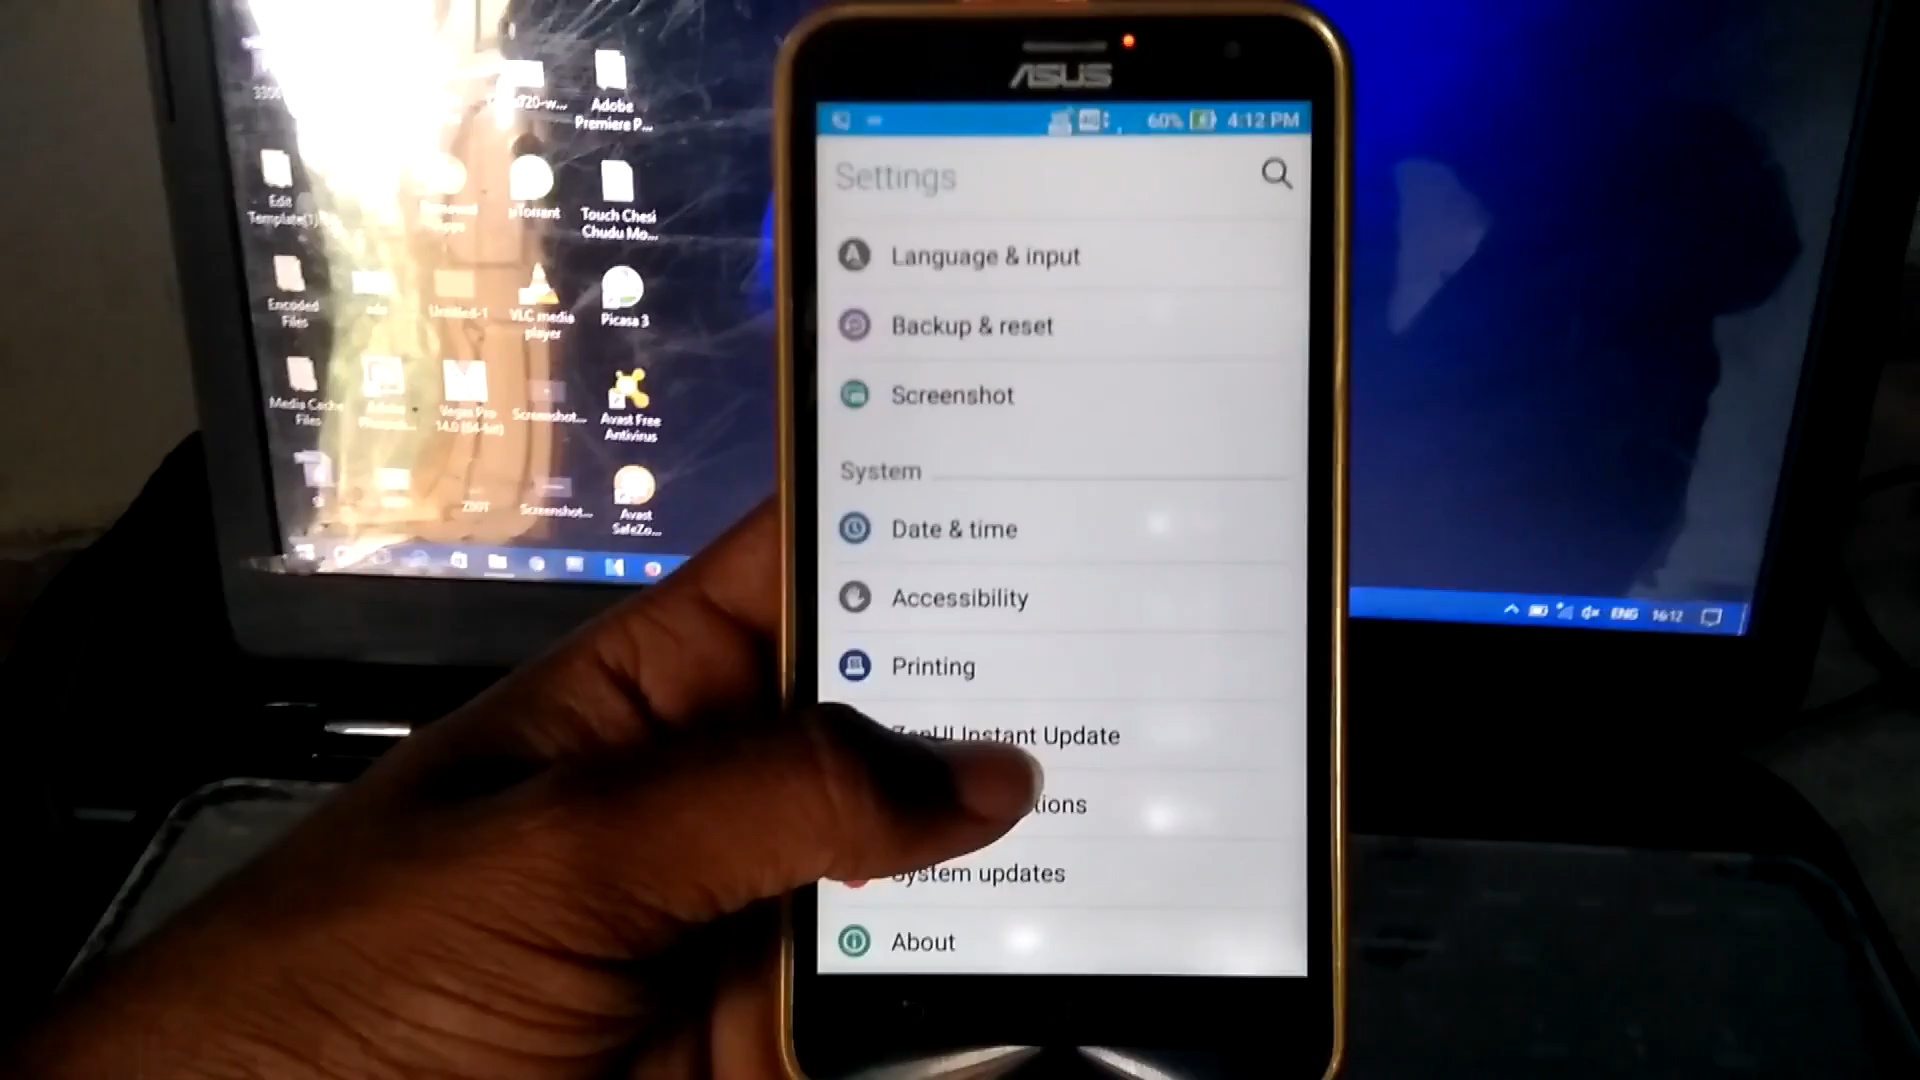 ASUS
60% 4:12 PM
Settings
Language & input
Backup & reset
Screenshot
System
Date & time
Accessibility
Printing
Instant Update
tions
System updates
About
Adobe
Premiere P...
Edit
Template(1)
µTorrent
Touch Chesi
Chudu Mo...
Encoded
Files
Untitled-1
VLC media
player
Picasa 3
Media Cache
Files
Adobe
Vegas Pro
14.0 (64-bit)
Screenshot...
Avast Free
Antivirus
Screenshot...
Avast
SafeZo...
ENG 16:12